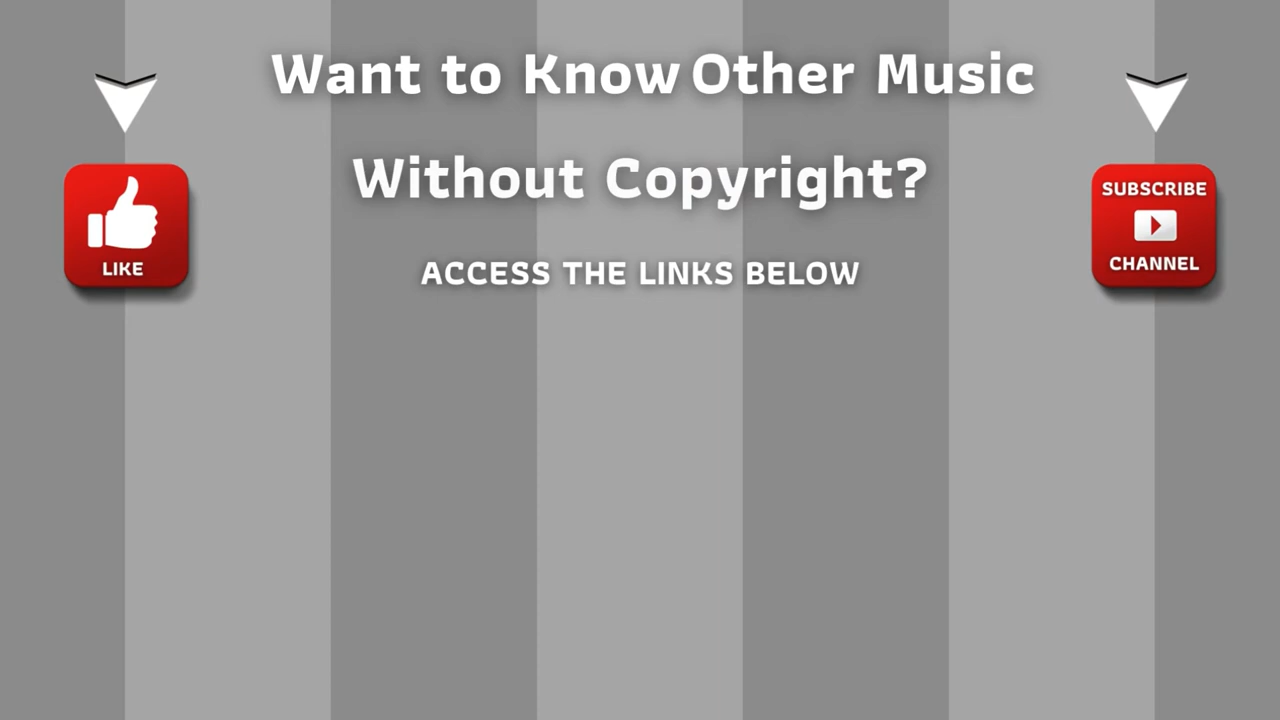 Want to Know Other Music
Without Copyright?
ACCESS THE LINKS BELOW
LIKE
SUBSCRIBE
CHANNEL